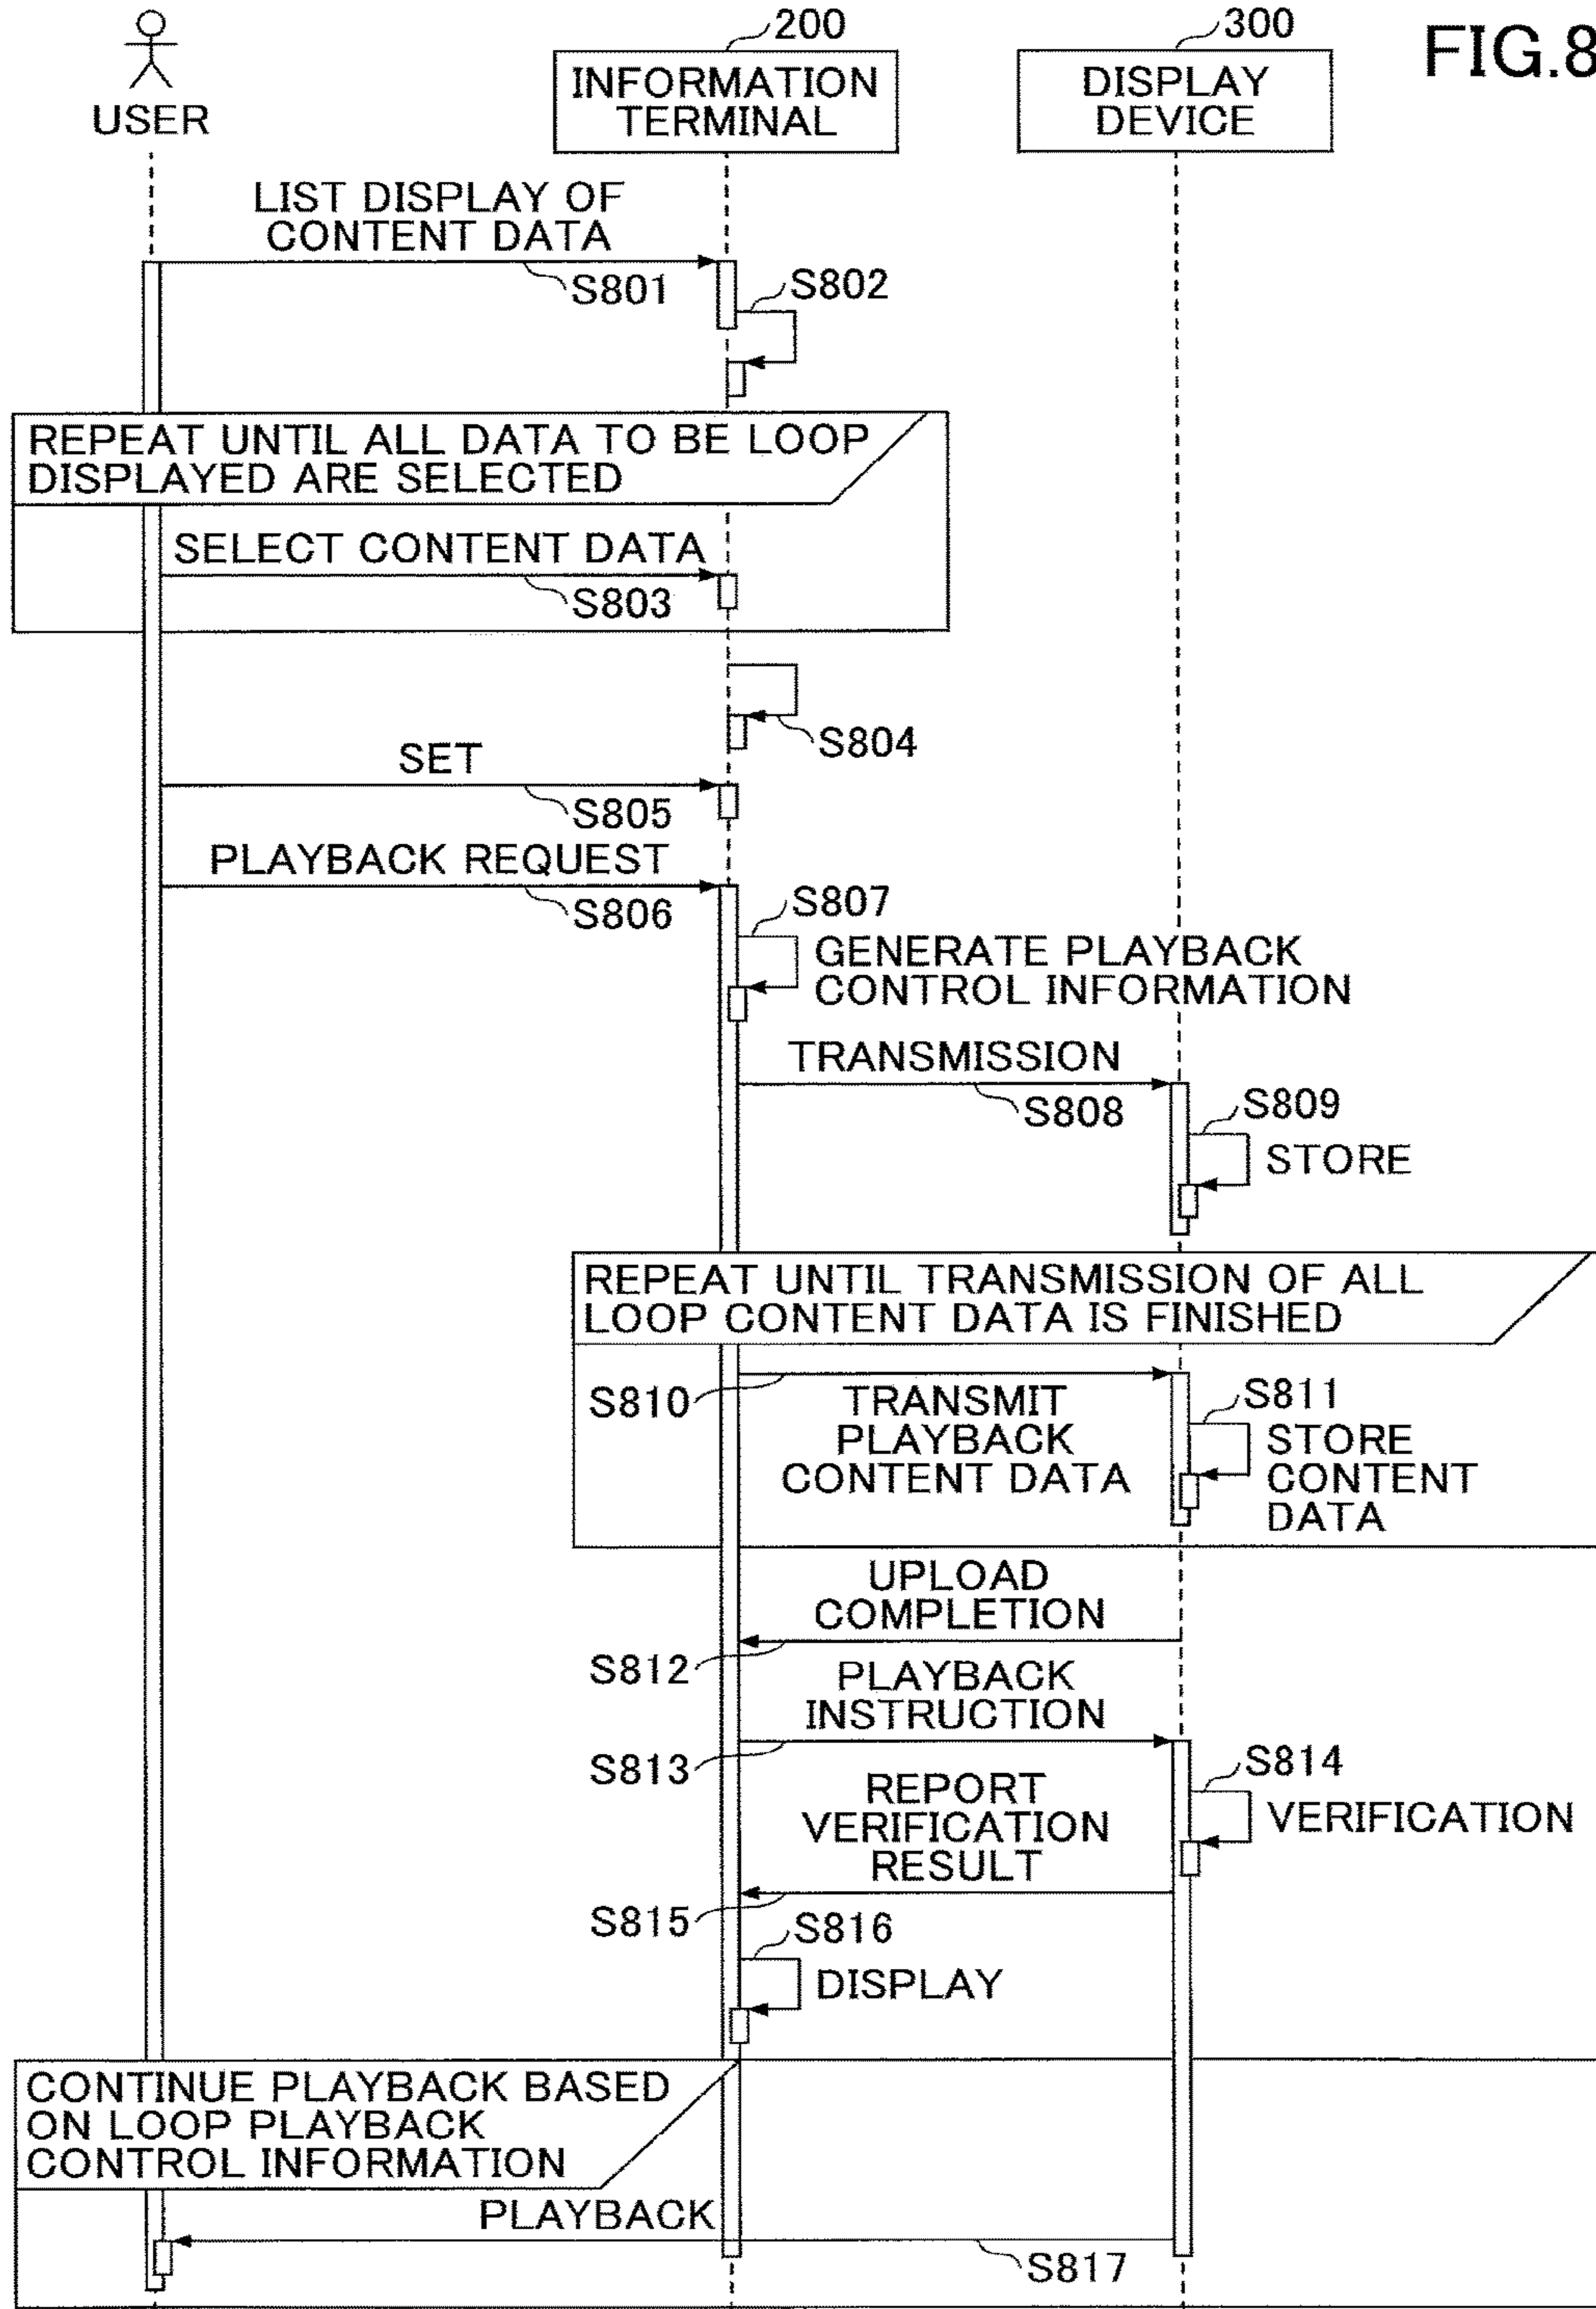 FIG.8
200
300
USER
INFORMATION
TERMINAL
DISPLAY
DEVICE
LIST DISPLAY OF
CONTENT DATA
S801
S802
REPEAT UNTIL ALL DATA TO BE LOOP
DISPLAYED ARE SELECTED
SELECT CONTENT DATA
S803
S804
SET
S805
PLAYBACK REQUEST
S806
S807
GENERATE PLAYBACK
CONTROL INFORMATION
TRANSMISSION
S808
S809
STORE
REPEAT UNTIL TRANSMISSION OF ALL
LOOP CONTENT DATA IS FINISHED
S810
TRANSMIT
PLAYBACK
CONTENT DATA
S811
STORE
CONTENT
DATA
UPLOAD
COMPLETION
S812
PLAYBACK
INSTRUCTION
S813
S814
VERIFICATION
REPORT
VERIFICATION
RESULT
S815
S816
DISPLAY
CONTINUE PLAYBACK BASED
ON LOOP PLAYBACK
CONTROL INFORMATION
PLAYBACK
S817